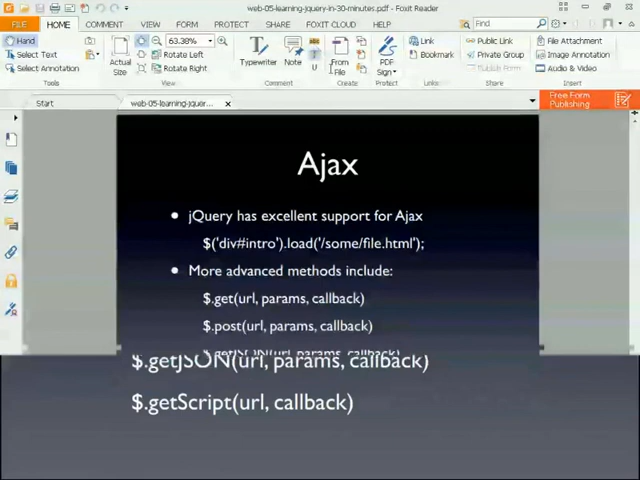 web-05-learning-jquery-in-30-minutes.pdf - Foxit Reader
FILE HOME COMMENT VIEW FORM PROTECT SHARE FOXIT CLOUD HELP Find
Hand
Select Text
Select Annotation
Tools
Actual Size
63.38%
Rotate Left
Rotate Right
View
Typewriter
Note
Comment
From File
Create
PDF Sign
Protect
Link
Bookmark
Links
Public Link
Private Group
File Attachment
Image Annotation
Audio & Video
Insert
Start
web-05-learning-jquery...
Free Form Publishing
Ajax
• jQuery has excellent support for Ajax
$('div#intro').load('/some/file.html');
• More advanced methods include:
$.get(url, params, callback)
$.post(url, params, callback)
$.getJSON(url, params, callback)
$.getJSON(url, params, callback)
$.getScript(url, callback)